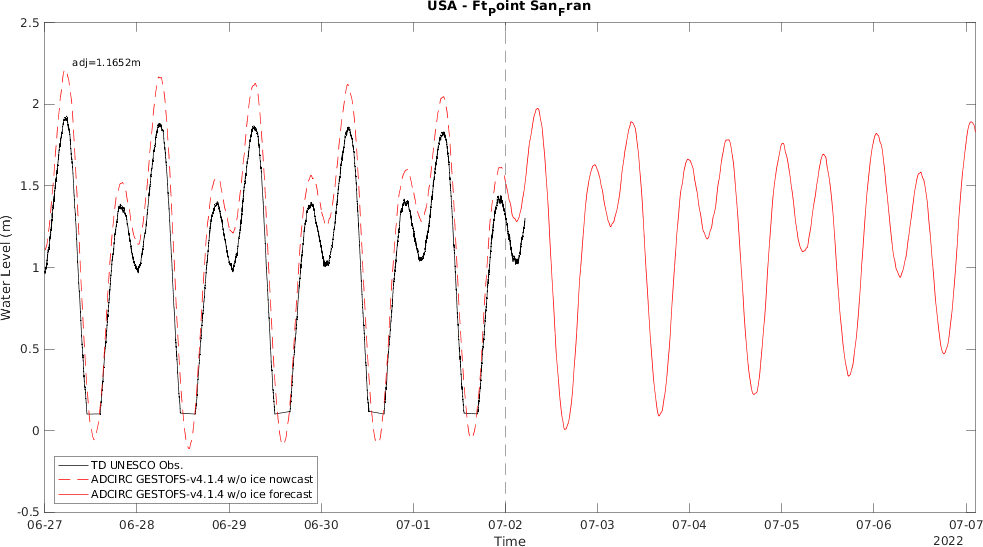 USA - Ft_Point San_Fran
adj=1.1652m
2.5
2
1.5
1
0.5
0
-0.5
Water Level (m)
TD UNESCO Obs.
ADCIRC GESTOFS-v4.1.4 w/o ice nowcast
ADCIRC GESTOFS-v4.1.4 w/o ice forecast
06-27 06-28 06-29 06-30 07-01 07-02 07-03 07-04 07-05 07-06 07-07
Time
2022